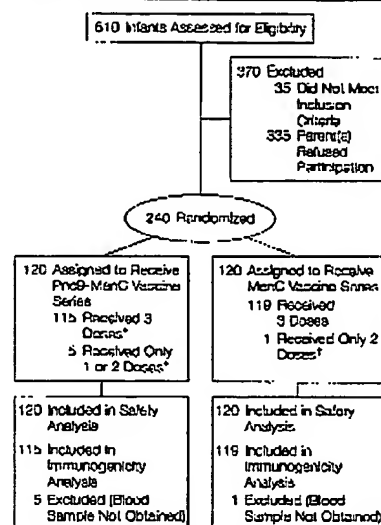 610 Infants Assessed for Eligibility
370 Excluded
35 Did Not Meet
Inclusion
Criteria
335 Parent(s)
Refused
Participation
240 Randomized
120 Assigned to Receive
Pnc9-MenC Vaccine
Series
115 Received 3
Doses*
5 Received Only
1 or 2 Doses*
120 Assigned to Receive
MenC Vaccine Series
119 Received
3 Doses
1 Received Only 2
Doses†
120 Included in Safety
Analysis
115 Included in
Immunogenicity
Analysis
5 Excluded (Blood
Sample Not Obtained)
120 Included in Safety
Analysis
119 Included in
Immunogenicity
Analysis
1 Excluded (Blood
Sample Not Obtained)